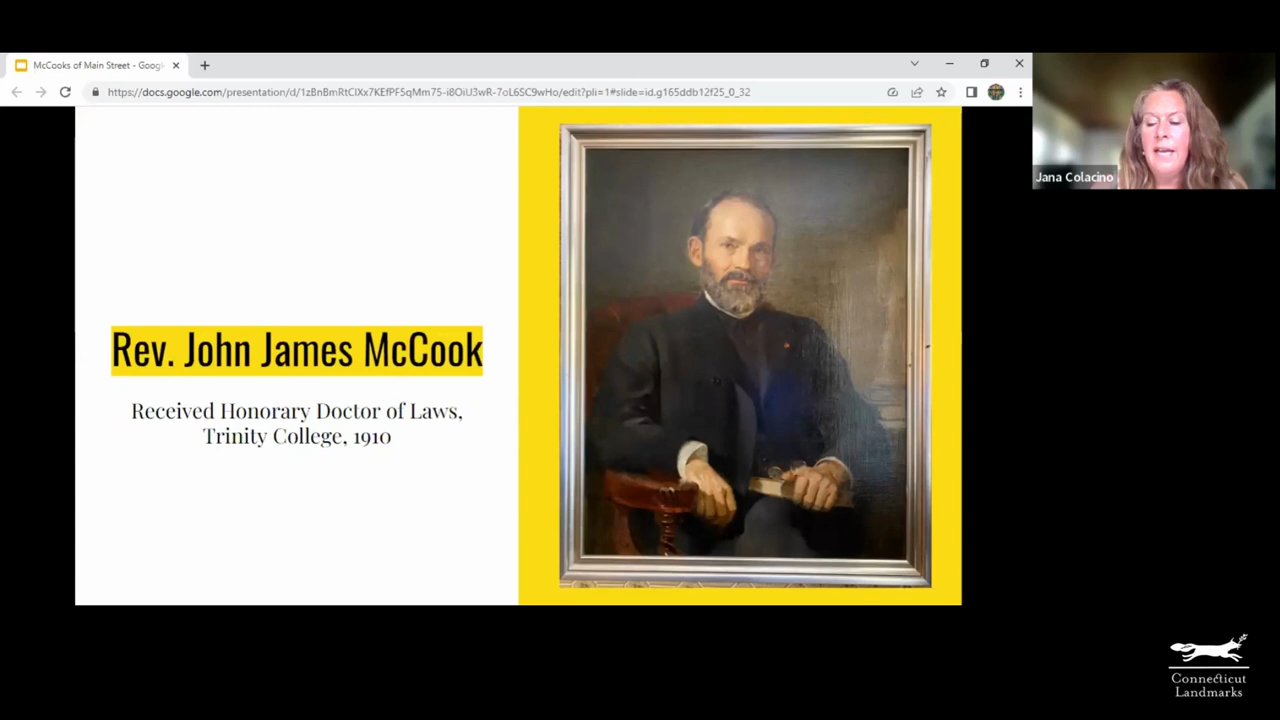 McCooks of Main Street - Goog
https://docs.google.com/presentation/d/1zBnBmRtClXx7KEfPF5qMm75-i8OiU3wR-7oL6SC9wHo/edit?pli=1#slide=id.g165ddb12f25_0_32
Jana Colacino
Rev. John James McCook
Received Honorary Doctor of Laws,
Trinity College, 1910
Connecticut
Landmarks